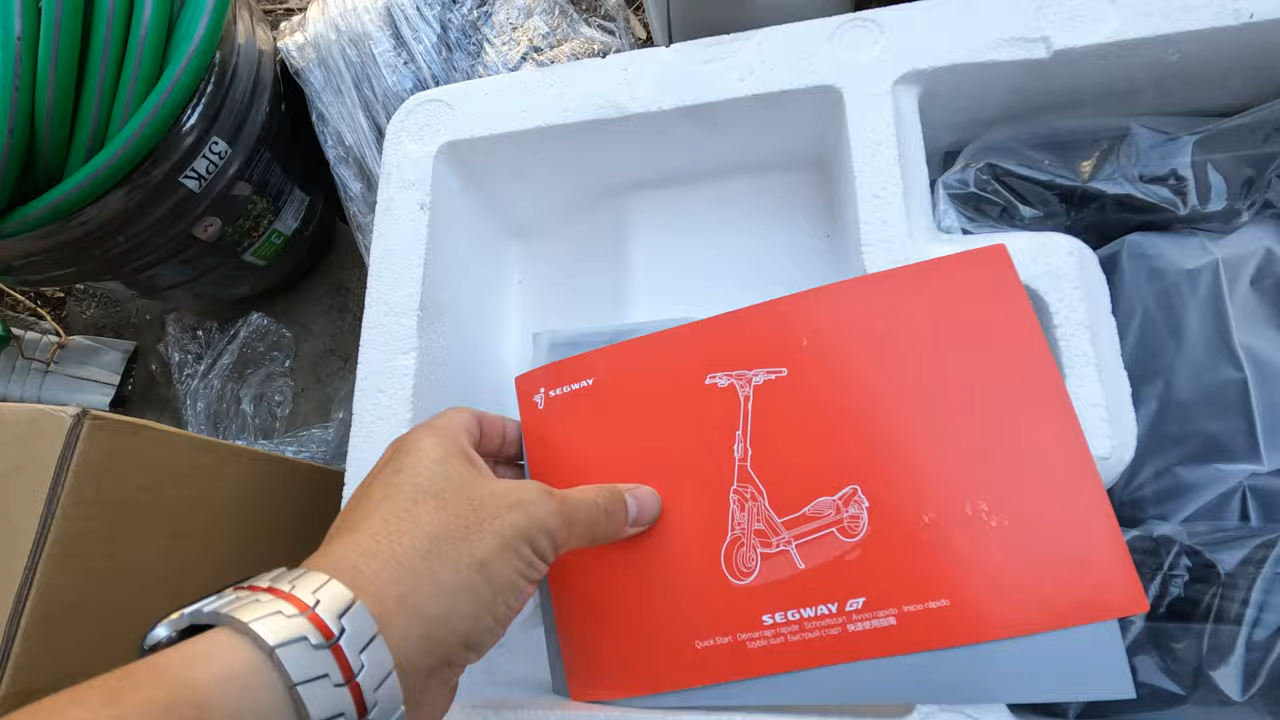 3PK
SEGWAY
SEGWAY GT
Quick Start · Démarrage rapide · Schnellstart · Avvio rapido · Inicio rápido
Szybki start · Быстрый старт · 快速使用指南